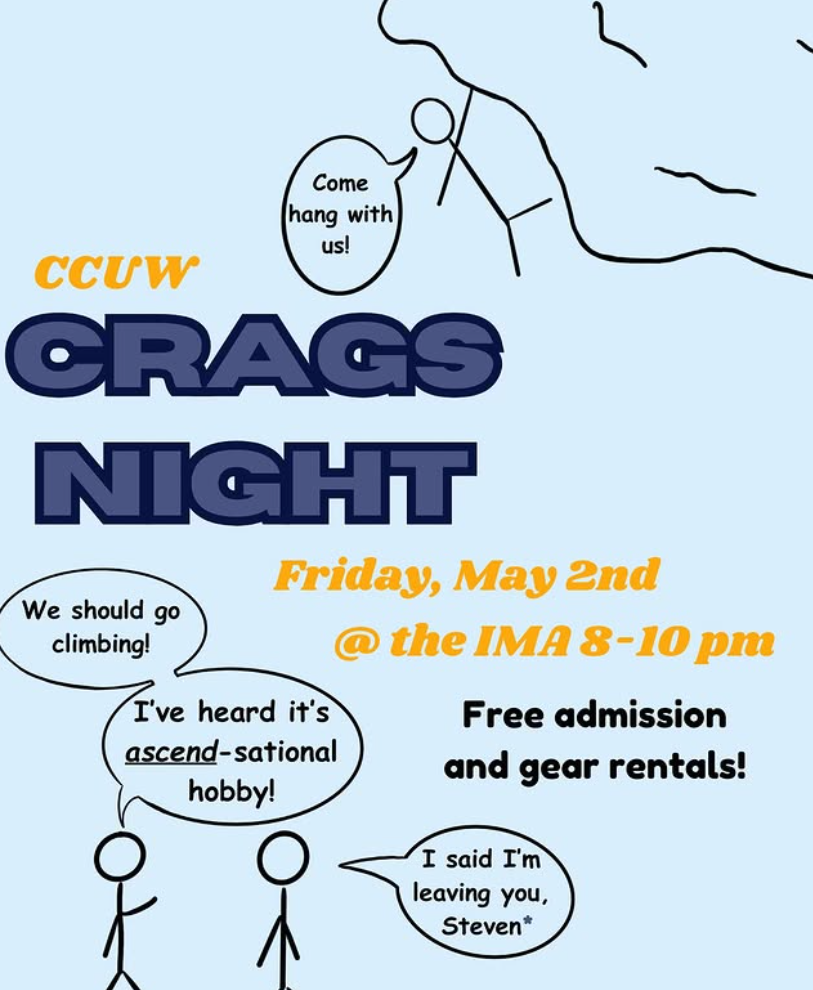 Come
hang with
us!
CCUW
CRAGS
NIGHT
Friday, May 2nd
@ the IMA 8-10 pm
We should go
climbing!
I've heard it's
ascend-sational
hobby!
Free admission
and gear rentals!
I said I'm
leaving you,
Steven*